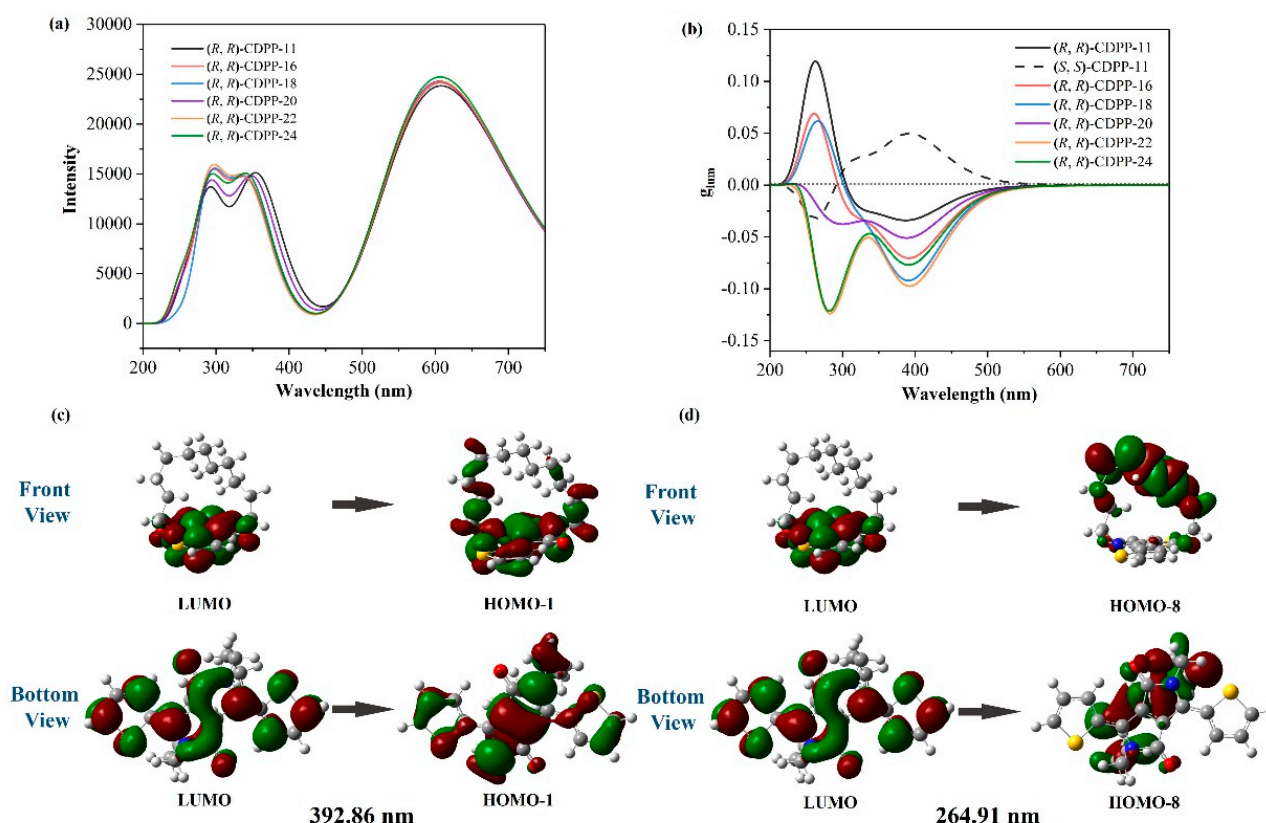 (a)
30000
25000
20000
15000
10000
5000
0
Intensity
(R, R)-CDPP-11
(R, R)-CDPP-16
(R, R)-CDPP-18
(R, R)-CDPP-20
(R, R)-CDPP-22
(R, R)-CDPP-24
200 300 400 500 600 700
Wavelength (nm)
(b)
0.15
0.10
0.05
0.00
-0.05
-0.10
-0.15
glum
(R, R)-CDPP-11
(S, S)-CDPP-11
(R, R)-CDPP-16
(R, R)-CDPP-18
(R, R)-CDPP-20
(R, R)-CDPP-22
(R, R)-CDPP-24
200 300 400 500 600 700
Wavelength (nm)
(c)
Front
View
LUMO
HOMO-1
Bottom
View
LUMO
HOMO-1
392.86 nm
(d)
Front
View
LUMO
HOMO-8
Bottom
View
LUMO
HOMO-8
264.91 nm